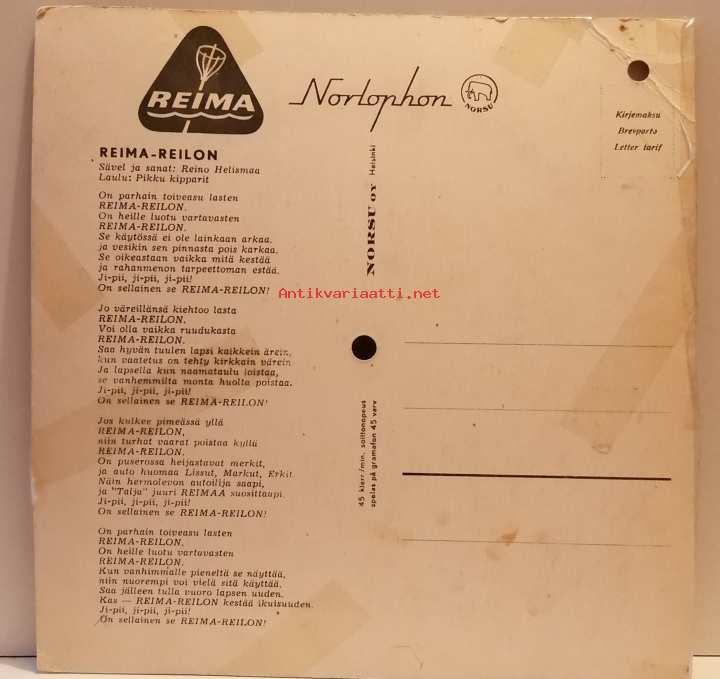 REIMA
Norlophon
NORSU
Kirjemaksu
Brevporto
Letter tarif
REIMA-REILON
Sävel ja sanat: Reino Helismaa
Laulu: Pikku kipparit
On parhain toiveasu lasten
REIMA-REILON.
On heille luotu vartavasten
REIMA-REILON.
Se käytössä ei ole lainkaan arkaa.
ja vesikin sen pinnasta pois karkaa.
Se oikeastaan vaikka mitä kestää
ja rahanmenon tarpeettoman estää.
Ji-pii, ji-pii, ji-pii!
On sellainen se REIMA-REILON!
Jo väreillänsä kiehtoo lasta
REIMA-REILON.
Voi olla vaikka ruudukasta
REIMA-REILON.
Saa hyvän tuulen lapsi kaikkein ärein,
kun vaatetus on tehty kirkkain värein
Ja lapsella kun naamataulu loistaa,
se vanhemmilta monta huolta poistaa.
Ji-pii, ji-pii, ji-pii!
On sellainen se REIMA-REILON!
Jos kulkee pimeässä yllä
REIMA-REILON,
niin turhat vaarat poistaa kyllä
REIMA-REILON.
On puserossa heijastavat merkit,
ja auto huomaa Lissut, Markut, Erkit.
Näin hermolevon autoilija saapi,
ja "Talja" juuri REIMAA suosittaapi.
Ji-pii, ji-pii, ji-pii!
On sellainen se REIMA-REILON!
On parhain toiveasu lasten
REIMA-REILON.
On heille luotu vartavasten
REIMA-REILON.
Kun vanhimmalle pieneltä se näyttää,
niin nuorempi voi vielä sitä käyttää.
Saa jälleen tulla vuoro lapsen uuden.
Kas — REIMA-REILON kestää ikuisuuden.
Ji-pii, ji-pii, ji-pii!
On sellainen se REIMA-REILON!
NORSU OY Helsinki
45 kierr./min. soittonopeus
spelas på gramofon 45 varv
Antikvariaatti.net